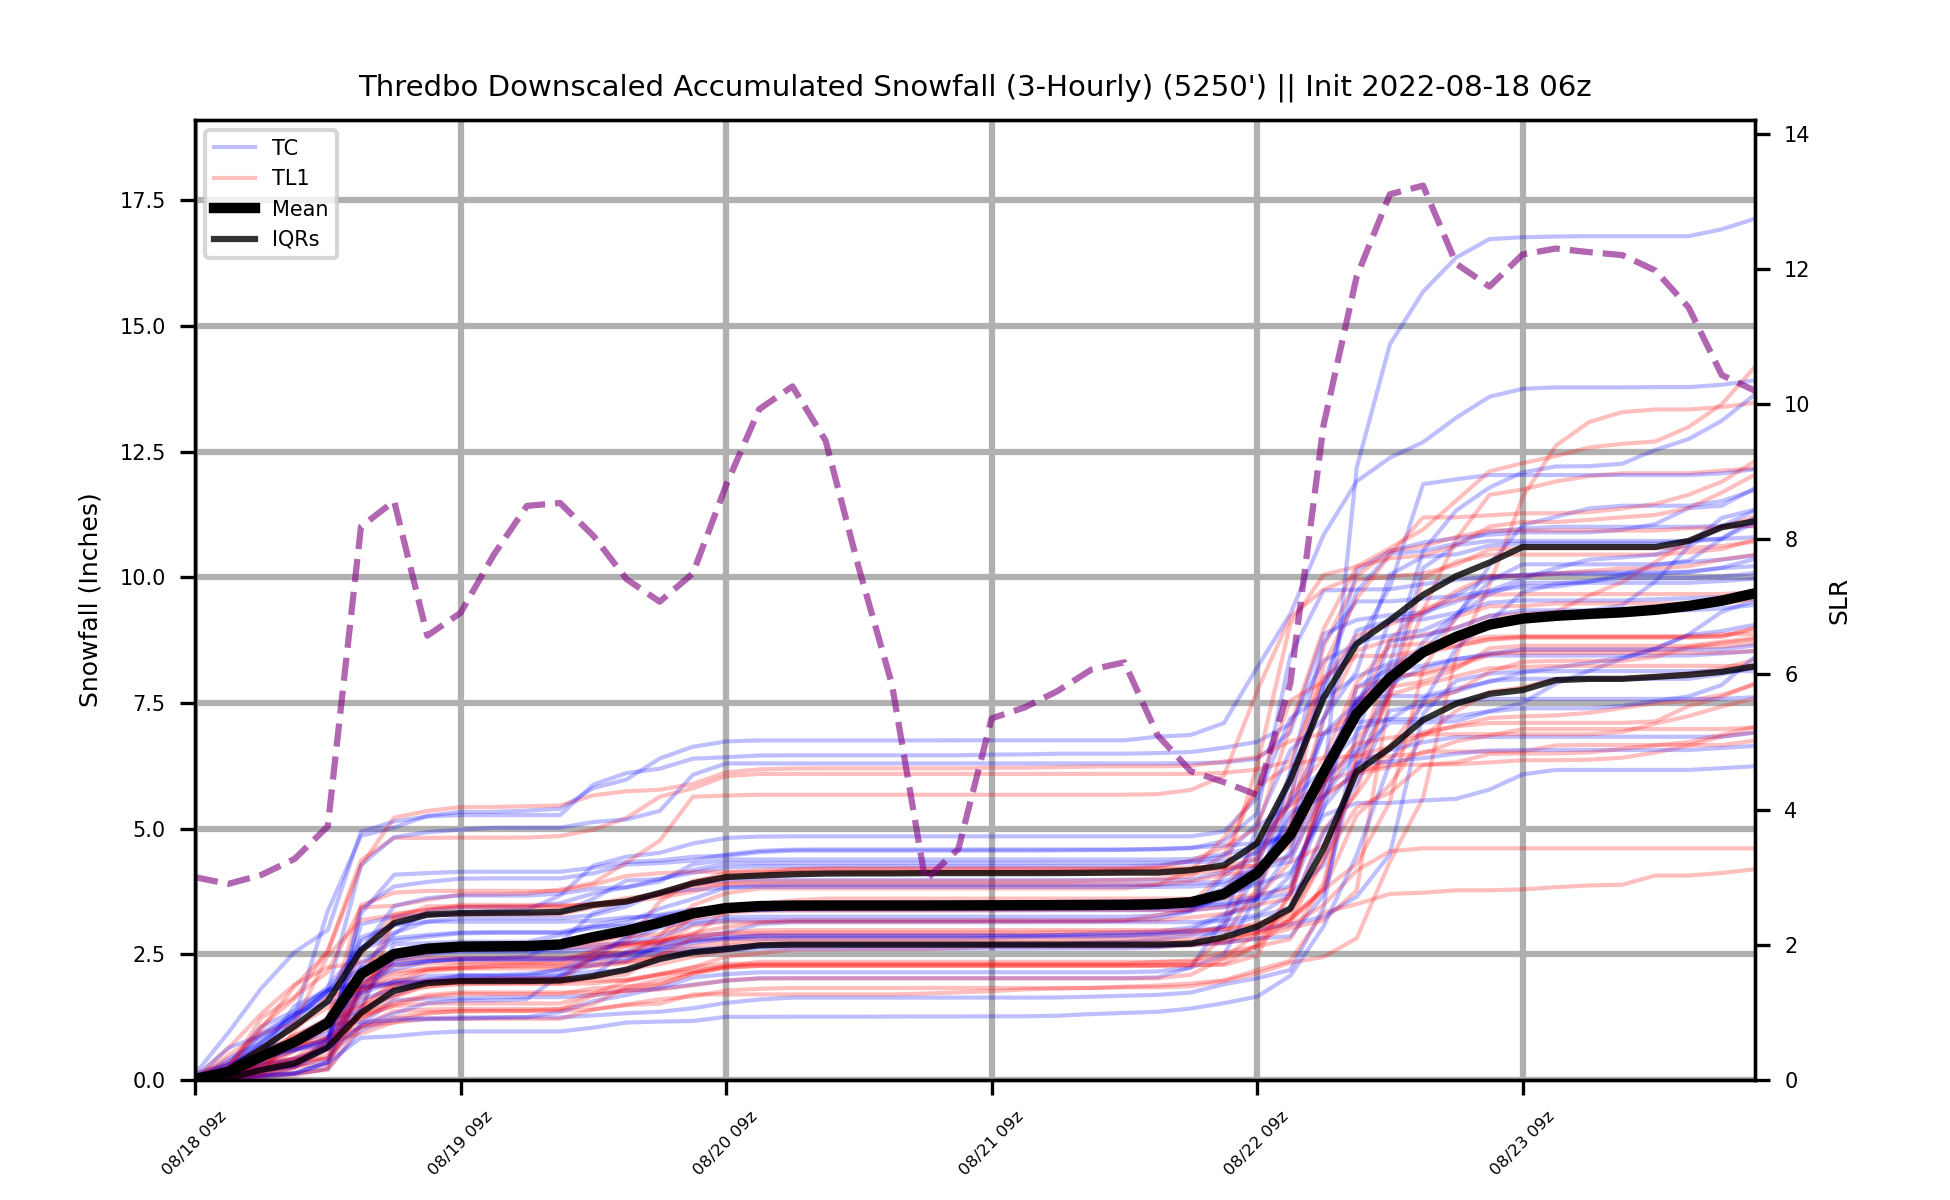 Thredbo Downscaled Accumulated Snowfall (3-Hourly) (5250') || Init 2022-08-18 06z
TC
TL1
Mean
IQRs
17.5
15.0
12.5
10.0
7.5
5.0
2.5
0.0
Snowfall (Inches)
14
12
10
8
6
4
2
0
SLR
08/18 09z
08/19 09z
08/20 09z
08/21 09z
08/22 09z
08/23 09z